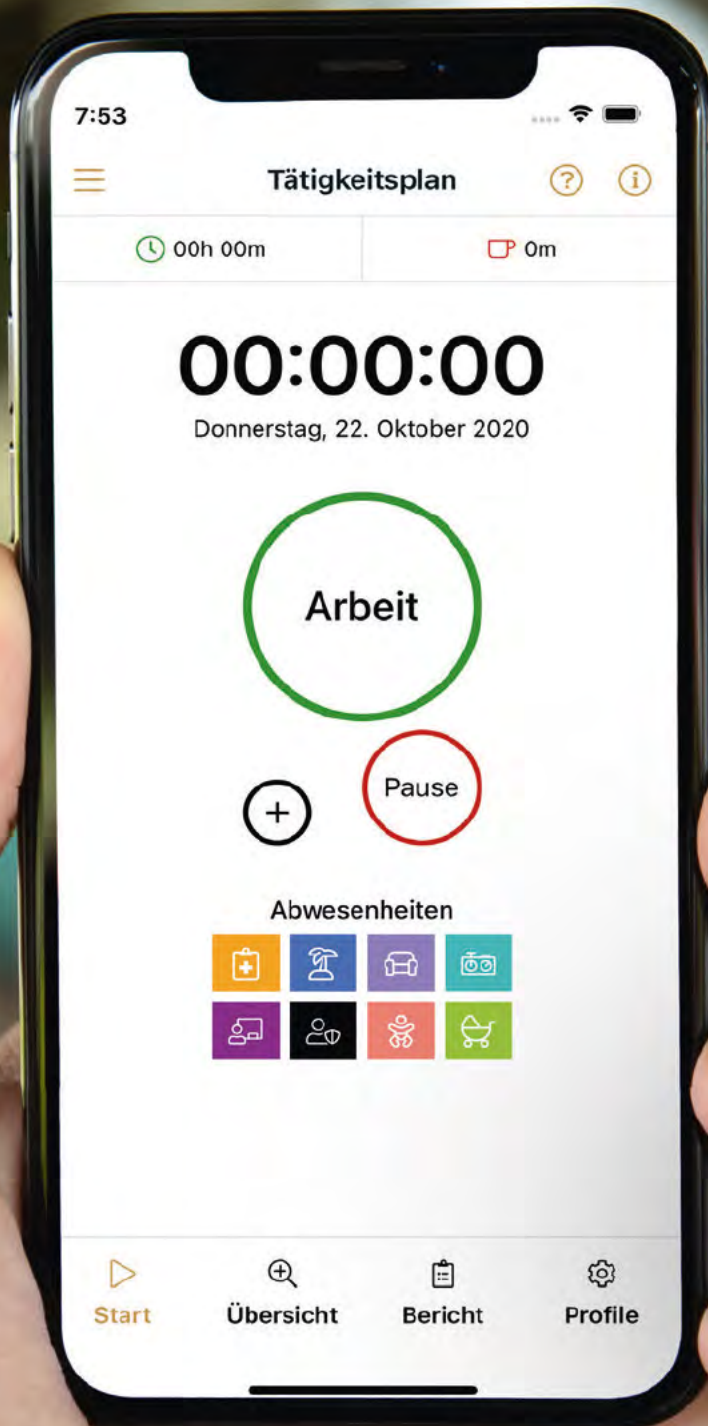 7:53
Tätigkeitsplan
00h 00m
0m
00:00:00
Donnerstag, 22. Oktober 2020
Arbeit
+
Pause
Abwesenheiten
Start
Übersicht
Bericht
Profile